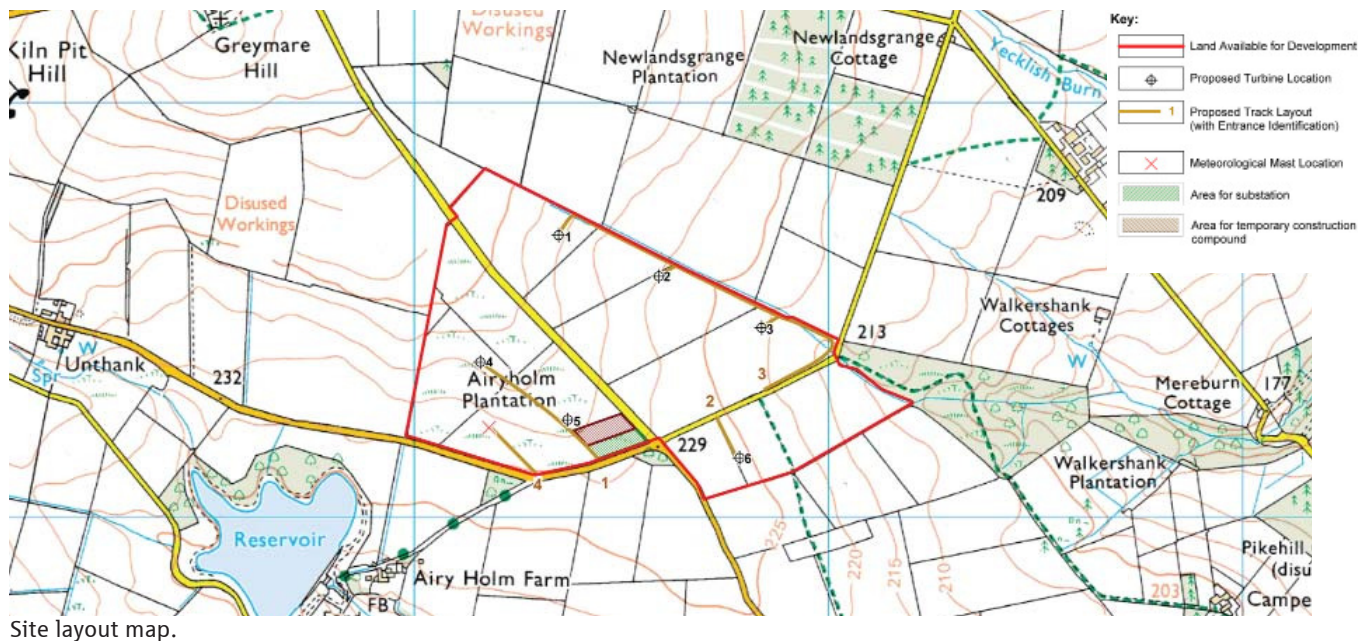 Disused
Workings
Kiln Pit
Hill
Greymare
Hill
Newlandsgrange
Plantation
Newlandsgrange
Cottage
Yecklish Burn
Key:
Land Available for Development
Proposed Turbine Location
1
Proposed Track Layout
(with Entrance Identification)
Meteorological Mast Location
Area for substation
Area for temporary construction
compound
Disused
Workings
209
1
2
3
213
Walkershank
Cottages
W
W
Unthank
Spr
232
4
Airyholm
Plantation
3
2
5
229
6
4
1
Mereburn
Cottage
177
Walkershank
Plantation
Reservoir
Airy Holm Farm
FB
225
220
215
210
203
Pikehill
(disu
Campe
Site layout map.